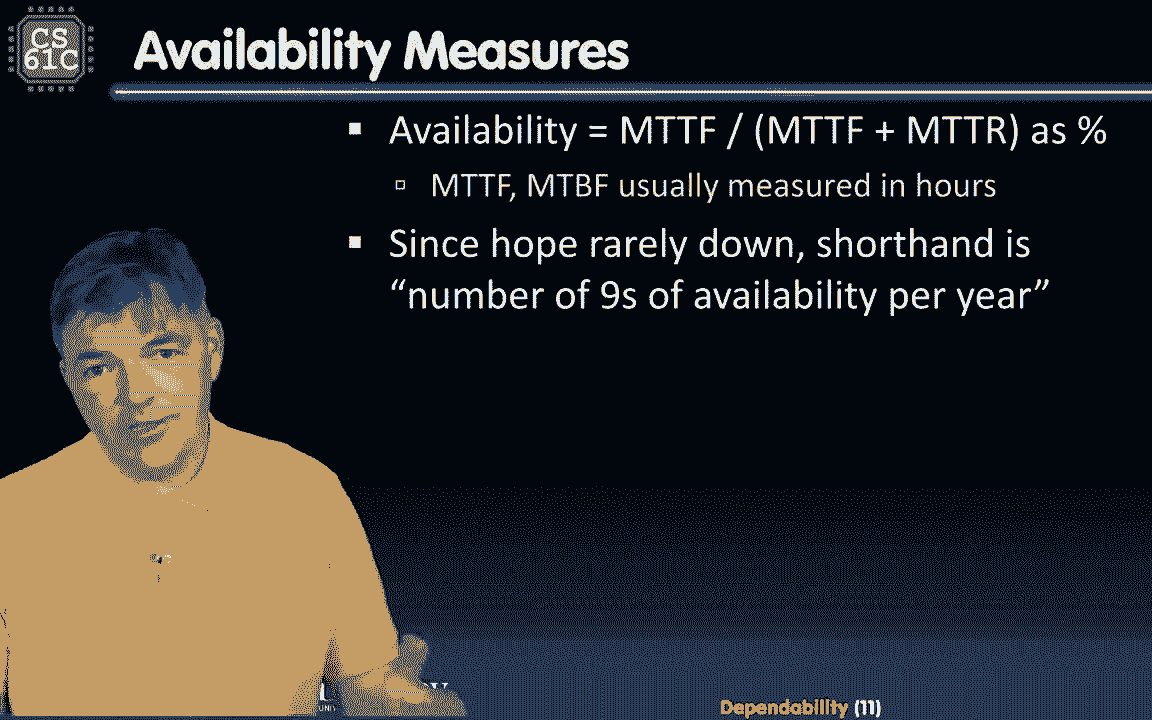 CS
61C
Availability Measures
Availability = MTTF / (MTTF + MTTR) as %
MTTF, MTBF usually measured in hours
Since hope rarely down, shorthand is
“number of 9s of availability per year”
Dependability (11)